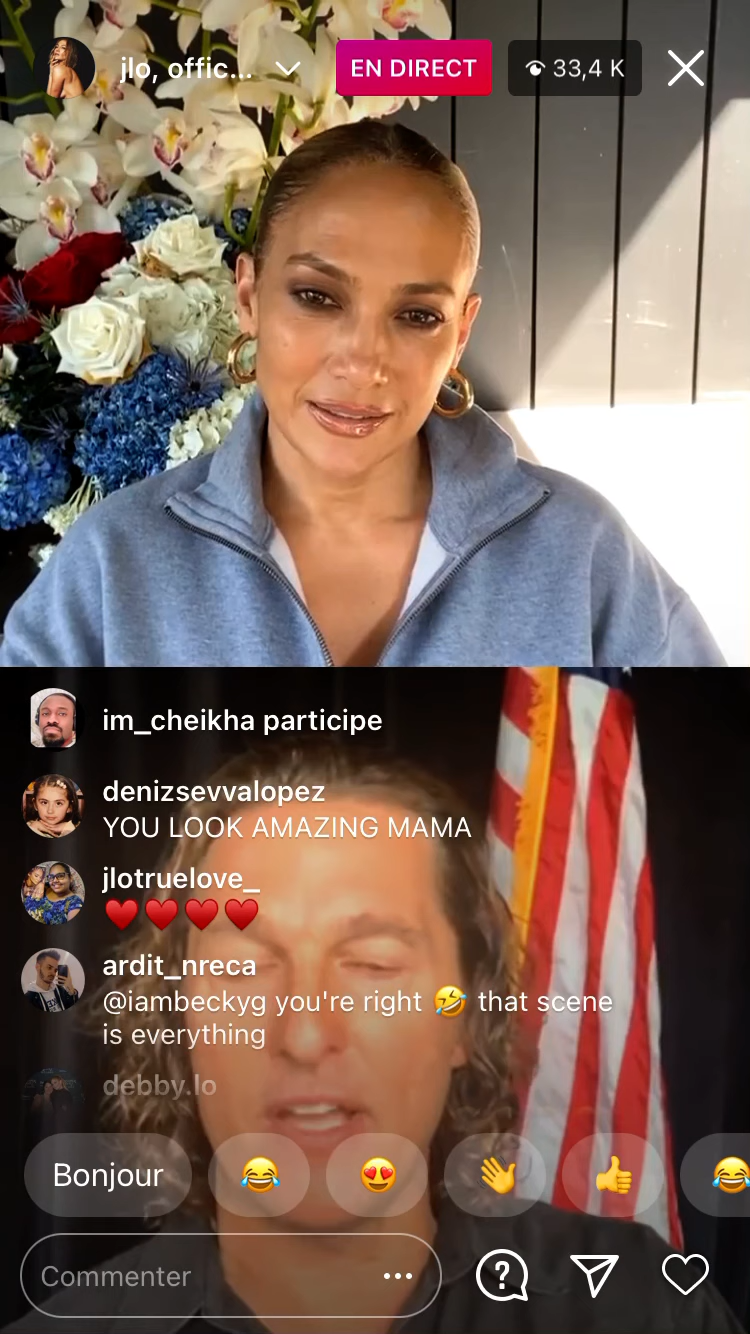 jlo, offic...
EN DIRECT
33,4 K
im_cheikha participe
denizsevvalopez
YOU LOOK AMAZING MAMA
jlotruelove_
❤️❤️❤️❤️
ardit_nreca
@iambeckyg you're right 🤣 that scene
is everything
debby.lo
Bonjour 😂 😍 👋 👍 😂
Commenter